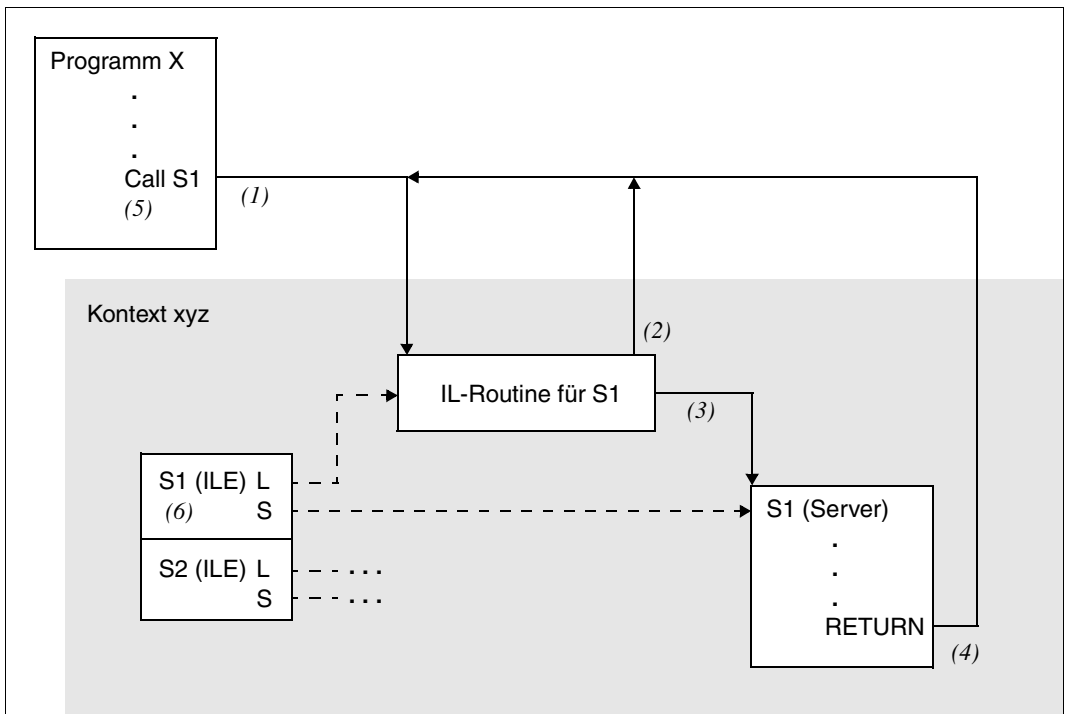 Programm X
.
.
.
Call S1
(1)
(5)
Kontext xyz
(2)
IL-Routine für S1
(3)
S1 (ILE) L
(6) S
S1 (Server)
.
.
.
RETURN
(4)
S2 (ILE) L ...
S ...